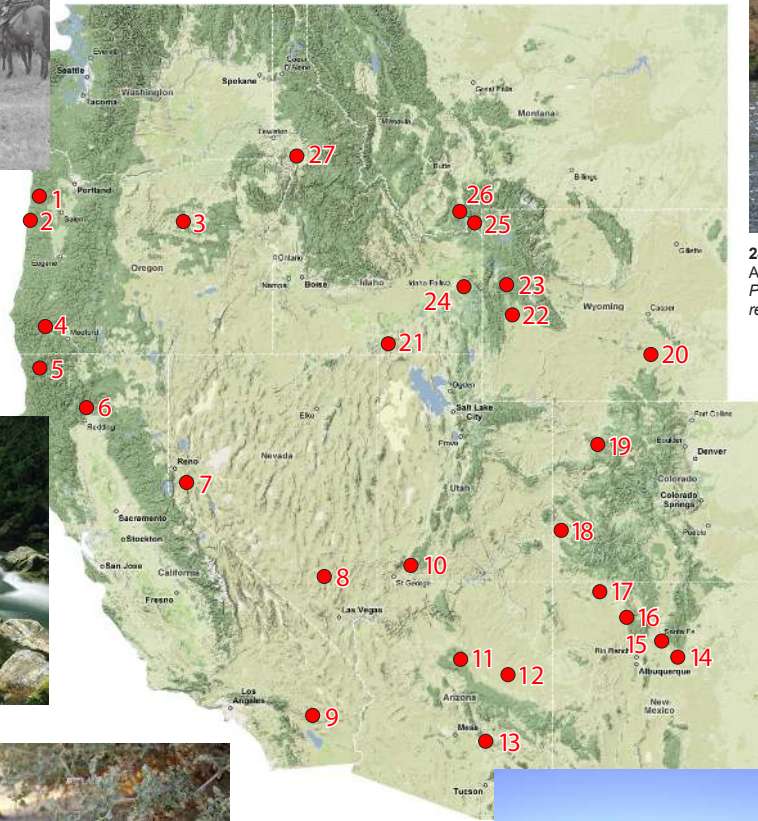 Everett
Seattle
Tacoma
Washington
Spokane
Coeur D'Alene
Great Falls
Montana
Missoula
Lewiston
27
Butte
Billings
1
Portland
2
Salem
3
26
25
Eugene
Oregon
Ontario
Nampa
Boise
Idaho
Idaho Falls
24
23
22
Wyoming
Gillette
Casper
4
Medford
21
20
5
6
Redding
Elko
Ogden
Salt Lake
City
Provo
Fort Collins
Boulder
Denver
19
Reno
Nevada
7
Utah
Colorado
Colorado
Springs
Pueblo
Sacramento
Stockton
18
San Jose
California
Fresno
8
10
St George
17
16
Las Vegas
15
Santa Fe
Rio Rancho
14
Albuquerque
11
12
Arizona
New
Mexico
Los
Angeles
9
Mesa
13
Tucson
2
A
P
re